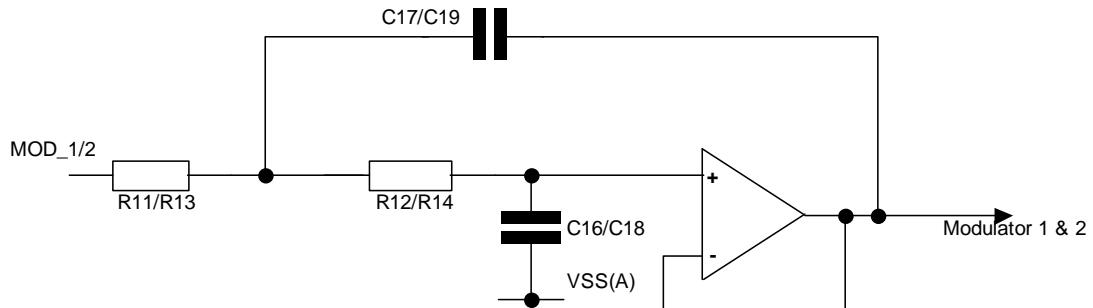 C17/C19
MOD_1/2
R11/R13
R12/R14
+
C16/C18
-
Modulator 1 & 2
VSS(A)